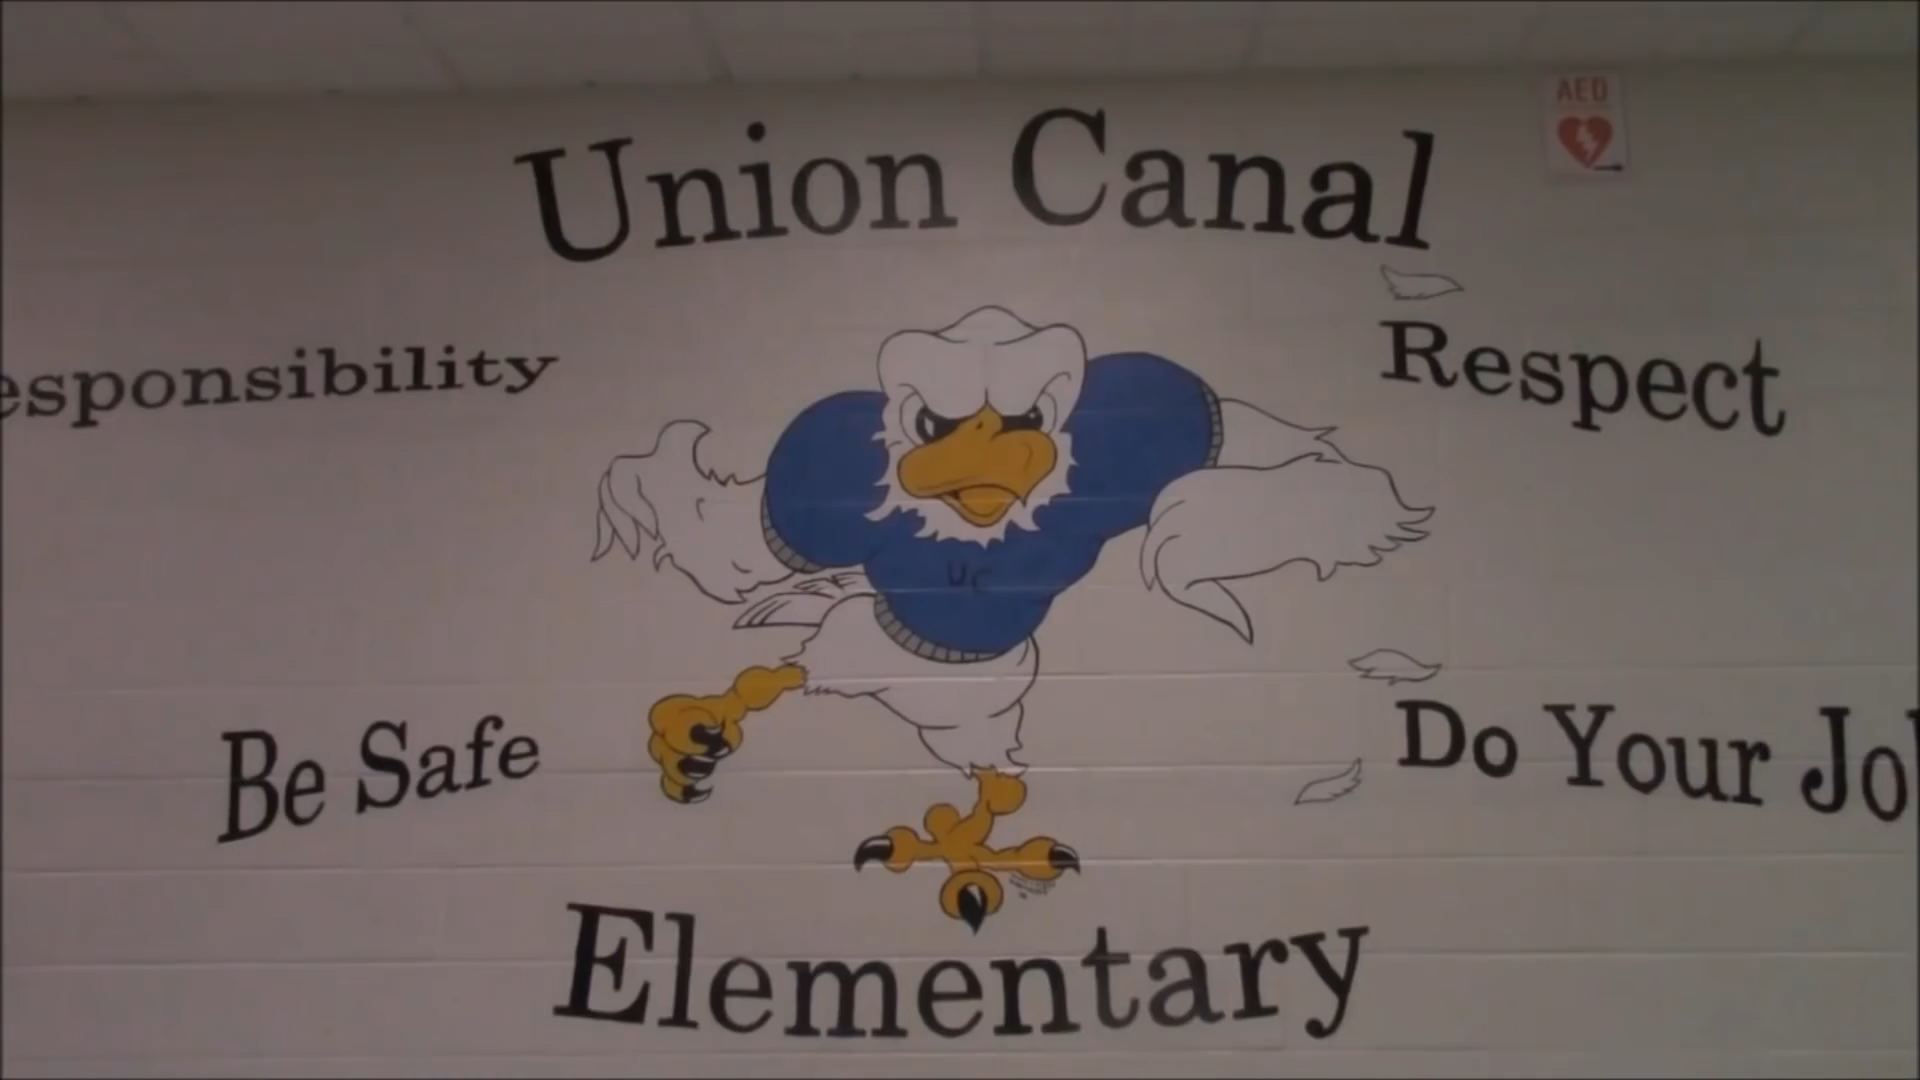 AED
Union Canal
esponsibility
Respect
UC
Be Safe
Do Your Jo
Elementary